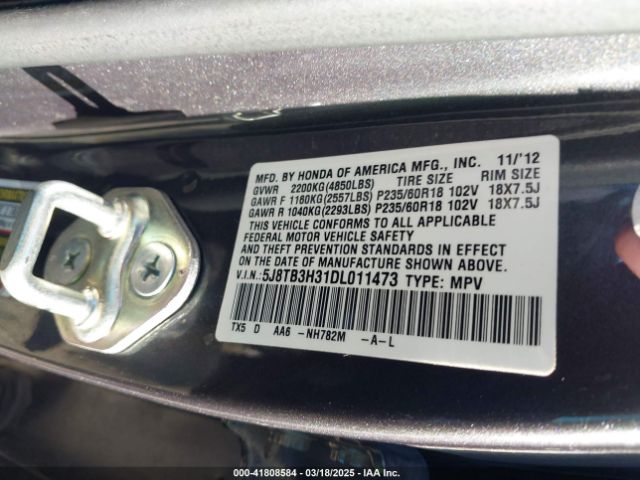 MFD. BY HONDA OF AMERICA MFG., INC. 11/'12
GVWR 2200KG(4850LBS) TIRE SIZE RIM SIZE
GAWR F 1160KG(2557LBS) P235/60R18 102V 18X7.5J
GAWR R 1040KG(2293LBS) P235/60R18 102V 18X7.5J
THIS VEHICLE CONFORMS TO ALL APPLICABLE
FEDERAL MOTOR VEHICLE SAFETY
AND THEFT PREVENTION STANDARDS IN EFFECT
ON THE DATE OF MANUFACTURE SHOWN ABOVE.
V.I.N.: 5J8TB3H31DL011473 TYPE: MPV
TX5 D AA6 -NH782M -A-L
000-41808584 — 03/18/2025 — IAAI.COM